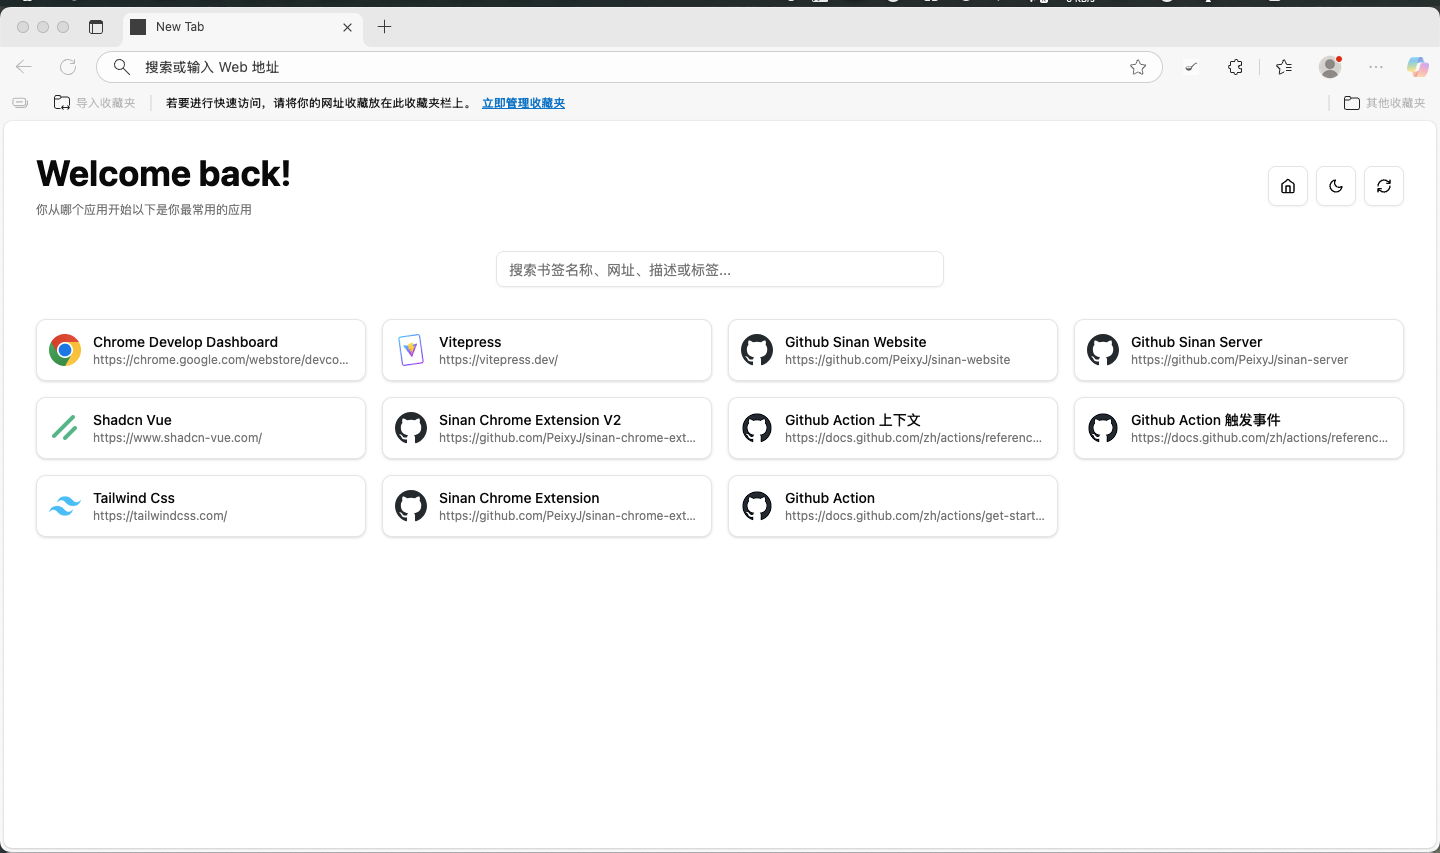 New Tab
搜索或输入 Web 地址
导入收藏夹
若要进行快速访问，请将你的网址收藏放在此收藏夹栏上。 立即管理收藏夹
其他收藏夹
Welcome back!
你从哪个应用开始以下是你最常用的应用
搜索书签名称、网址、描述或标签...
Chrome Develop Dashboard
https://chrome.google.com/webstore/devco...
Vitepress
https://vitepress.dev/
Github Sinan Website
https://github.com/PeixyJ/sinan-website
Github Sinan Server
https://github.com/PeixyJ/sinan-server
Shadcn Vue
https://www.shadcn-vue.com/
Sinan Chrome Extension V2
https://github.com/PeixyJ/sinan-chrome-ext...
Github Action 上下文
https://docs.github.com/zh/actions/referenc...
Github Action 触发事件
https://docs.github.com/zh/actions/referenc...
Tailwind Css
https://tailwindcss.com/
Sinan Chrome Extension
https://github.com/PeixyJ/sinan-chrome-ext...
Github Action
https://docs.github.com/zh/actions/get-start...